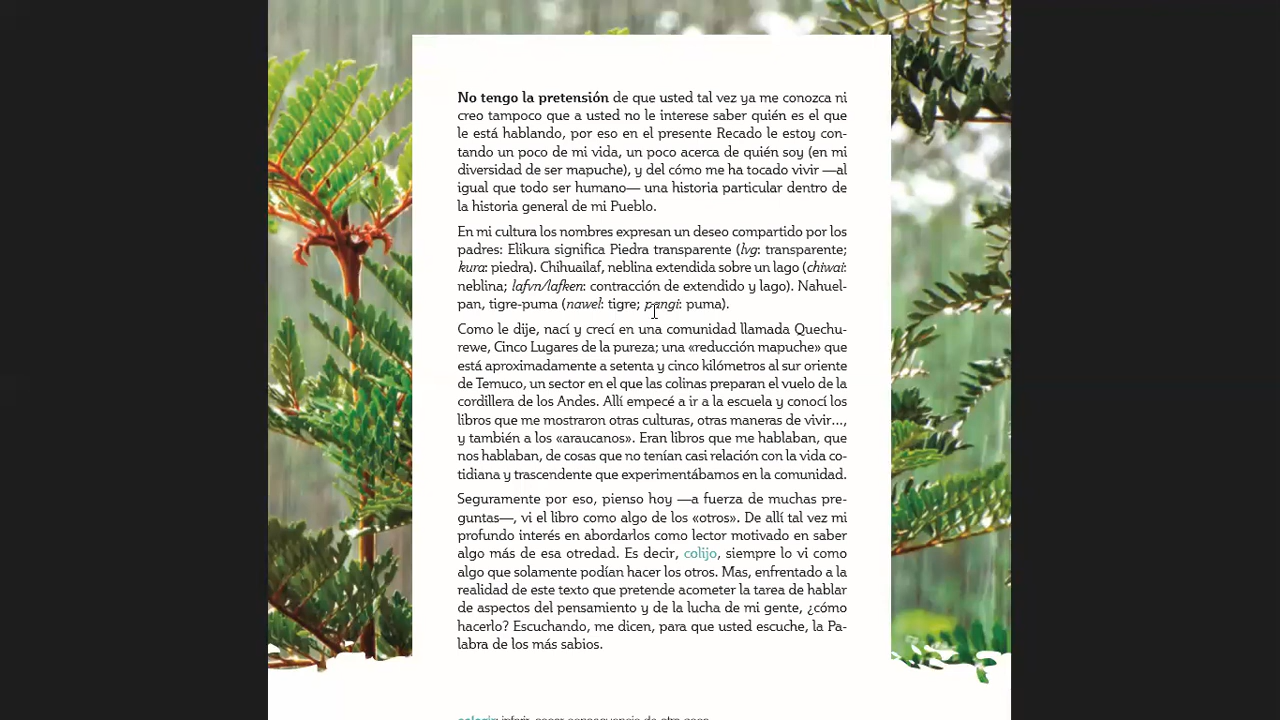 No tengo la pretensión de que usted tal vez ya me conozca ni
creo tampoco que a usted no le interese saber quién es el que
le está hablando, por eso en el presente Recado le estoy con-
tando un poco de mi vida, un poco acerca de quién soy (en mi
diversidad de ser mapuche), y del cómo me ha tocado vivir —al
igual que todo ser humano— una historia particular dentro de
la historia general de mi Pueblo.
En mi cultura los nombres expresan un deseo compartido por los
padres: Elikura significa Piedra transparente (lvg: transparente;
kura: piedra). Chihuailaf, neblina extendida sobre un lago (chiwai:
neblina; lafvn/lafken: contracción de extendido y lago). Nahuel-
pan, tigre-puma (nawel: tigre; pangi: puma).
Como le dije, nací y crecí en una comunidad llamada Quechu-
rewe, Cinco Lugares de la pureza; una «reducción mapuche» que
está aproximadamente a setenta y cinco kilómetros al sur oriente
de Temuco, un sector en el que las colinas preparan el vuelo de la
cordillera de los Andes. Allí empecé a ir a la escuela y conocí los
libros que me mostraron otras culturas, otras maneras de vivir...,
y también a los «araucanos». Eran libros que me hablaban, que
nos hablaban, de cosas que no tenían casi relación con la vida co-
tidiana y trascendente que experimentábamos en la comunidad.
Seguramente por eso, pienso hoy —a fuerza de muchas pre-
guntas—, vi el libro como algo de los «otros». De allí tal vez mi
profundo interés en abordarlos como lector motivado en saber
algo más de esa otredad. Es decir, colijo, siempre lo vi como
algo que solamente podían hacer los otros. Mas, enfrentado a la
realidad de este texto que pretende acometer la tarea de hablar
de aspectos del pensamiento y de la lucha de mi gente, ¿cómo
hacerlo? Escuchando, me dicen, para que usted escuche, la Pa-
labra de los más sabios.